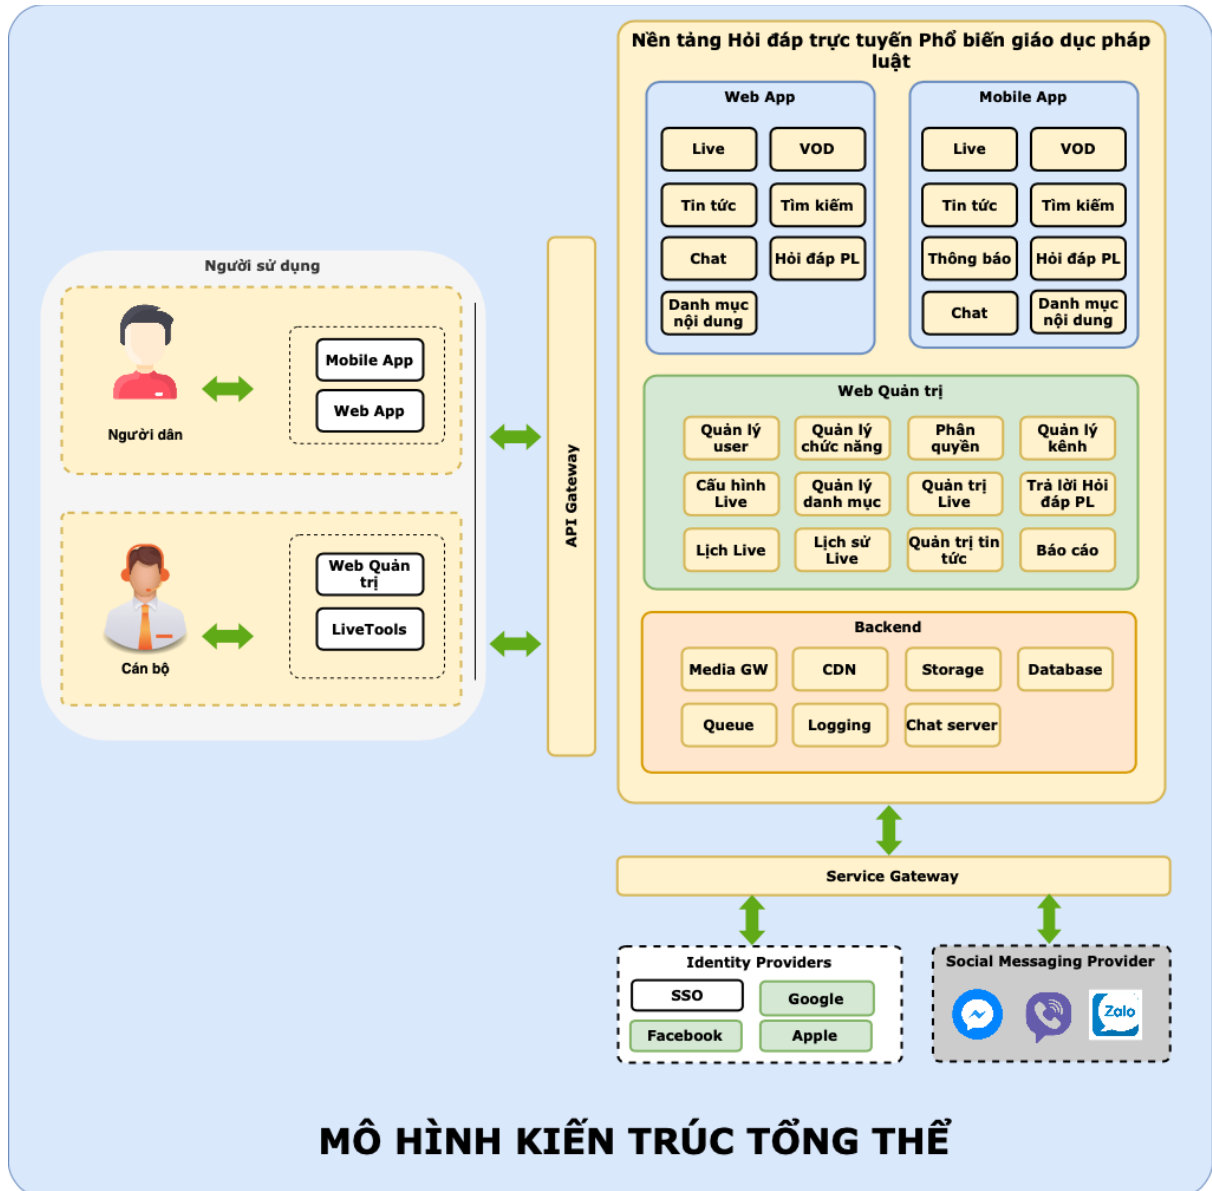 Nền tảng Hỏi đáp trực tuyến Phổ biến giáo dục pháp
luật
Web App
Live
VOD
Tin tức
Tìm kiếm
Chat
Hỏi đáp PL
Danh mục
nội dung
Mobile App
Live
VOD
Tin tức
Tìm kiếm
Thông báo
Hỏi đáp PL
Chat
Danh mục
nội dung
Người sử dụng
Mobile App
Web App
Người dân
Web Quản
trị
LiveTools
Cán bộ
API Gateway
Web Quản trị
Quản lý
user
Quản lý
chức năng
Phân
quyền
Quản lý
kênh
Cấu hình
Live
Quản lý
danh mục
Quản trị
Live
Trả lời Hỏi
đáp PL
Lịch Live
Lịch sử
Live
Quản trị tin
tức
Báo cáo
Backend
Media GW
CDN
Storage
Database
Queue
Logging
Chat server
Service Gateway
Identity Providers
SSO
Google
Facebook
Apple
Social Messaging Provider
Zalo
MÔ HÌNH KIẾN TRÚC TỔNG THỂ